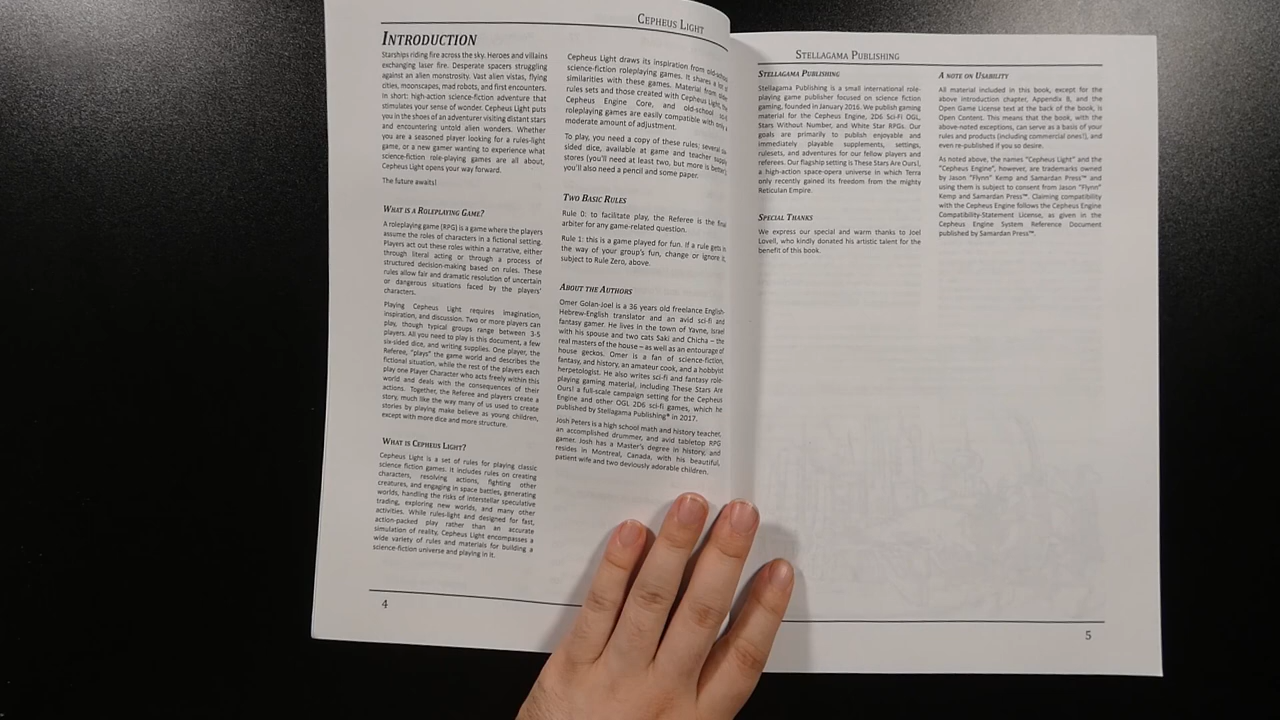 CEPHEUS LIGHT
INTRODUCTION
Starships riding fire across the sky. Heroes and villains
exchanging laser fire. Desperate spacers struggling
against an alien monstrosity. Vast alien vistas, flying
cities, moonscapes, mad robots, and first encounters.
In short: high-action science-fiction adventure that
stimulates your sense of wonder. Cepheus Light puts
you in the shoes of an adventurer visiting distant stars
and encountering untold alien wonders. Whether
you are a seasoned player looking for a rules-light
game, or a new gamer wanting to experience what
science-fiction role-playing games are all about,
Cepheus Light opens your way forward.
The future awaits!
WHAT IS A ROLEPLAYING GAME?
A roleplaying game (RPG) is a game where the players
assume the roles of characters in a fictional setting.
Players act out these roles within a narrative, either
through literal acting or through a process of
structured decision-making based on rules. These
rules allow fair and dramatic resolution of uncertain
or dangerous situations faced by the players'
characters.
Playing Cepheus Light requires imagination,
inspiration, and discussion. Two or more players can
play, though typical groups range between 3-5
players. All you need to play is this document, a few
six-sided dice, and writing supplies. One player, the
Referee, "plays" the game world and describes the
fictional situation, while the rest of the players each
play one Player Character who acts freely within this
world and deals with the consequences of their
actions. Together, the Referee and players create a
story, much like the way many of us used to create
stories by playing make believe as young children,
except with more dice and more structure.
WHAT IS CEPHEUS LIGHT?
Cepheus Light is a set of rules for playing classic
science fiction games. It includes rules on creating
characters, resolving actions, fighting other
creatures, and engaging in space battles, generating
worlds, handling the risks of interstellar speculative
trading, exploring new worlds, and many other
activities. While rules-light and designed for fast,
action-packed play rather than an accurate
simulation of reality, Cepheus Light encompasses a
wide variety of rules and materials for building a
science-fiction universe and playing in it.
4
Cepheus Light draws its inspiration from old-school
science-fiction roleplaying games. It shares a lot of
similarities with these games. Material from older
rules sets and those created with Cepheus Light, the
Cepheus Engine Core, and old-school sci-fi
roleplaying games are easily compatible with only a
moderate amount of adjustment.
To play, you need a copy of these rules; several six-
sided dice, available at game and teacher supply
stores (you'll need at least two, but more is better);
you'll also need a pencil and some paper.
TWO BASIC RULES
Rule 0: to facilitate play, the Referee is the final
arbiter for any game-related question.
Rule 1: this is a game played for fun. If a rule gets in
the way of your group's fun, change or ignore it,
subject to Rule Zero, above.
ABOUT THE AUTHORS
Omer Golan-Joel is a 36 years old freelance English-
Hebrew-English translator and an avid sci-fi and
fantasy gamer. He lives in the town of Yavne, Israel
with his spouse and two cats Saki and Chicha – the
real masters of the house – as well as an entourage of
house geckos. Omer is a fan of science-fiction,
fantasy, and history, an amateur cook, and a hobbyist
herpetologist. He also writes sci-fi and fantasy role-
playing gaming material, including These Stars Are
Ours! a full-scale campaign setting for the Cepheus
Engine and other OGL 2D6 sci-fi games, which he
published by Stellagama Publishing® in 2017.
Josh Peters is a high school math and history teacher,
an accomplished drummer, and avid tabletop RPG
gamer. Josh has a Master's degree in history, and
resides in Montreal, Canada, with his beautiful,
patient wife and two deviously adorable children.
STELLAGAMA PUBLISHING
STELLAGAMA PUBLISHING
Stellagama Publishing is a small international role-
playing game publisher focused on science fiction
gaming, founded in January 2016. We publish gaming
material for the Cepheus Engine, 2D6 Sci-Fi OGL,
Stars Without Number, and White Star RPGs. Our
goals are primarily to publish enjoyable and
immediately playable supplements, settings,
rulesets, and adventures for our fellow players and
referees. Our flagship setting is These Stars Are Ours!,
a high-action space-opera universe in which Terra
only recently gained its freedom from the mighty
Reticulan Empire.
SPECIAL THANKS
We express our special and warm thanks to Joel
Lovell, who kindly donated his artistic talent for the
benefit of this book.
A NOTE ON USABILITY
All material included in this book, except for the
above introduction chapter, Appendix B, and the
Open Game License text at the back of the book, is
Open Content. This means that the book, with the
above-noted exceptions, can serve as a basis of your
rules and products (including commercial ones!), and
even re-published if you so desire.
As noted above, the names "Cepheus Light" and the
"Cepheus Engine", however, are trademarks owned
by Jason "Flynn" Kemp and Samardan Press™ and
using them is subject to consent from Jason "Flynn"
Kemp and Samardan Press™. Claiming compatibility
with the Cepheus Engine follows the Cepheus Engine
Compatibility-Statement License, as given in the
Cepheus Engine System Reference Document
published by Samardan Press™.
5